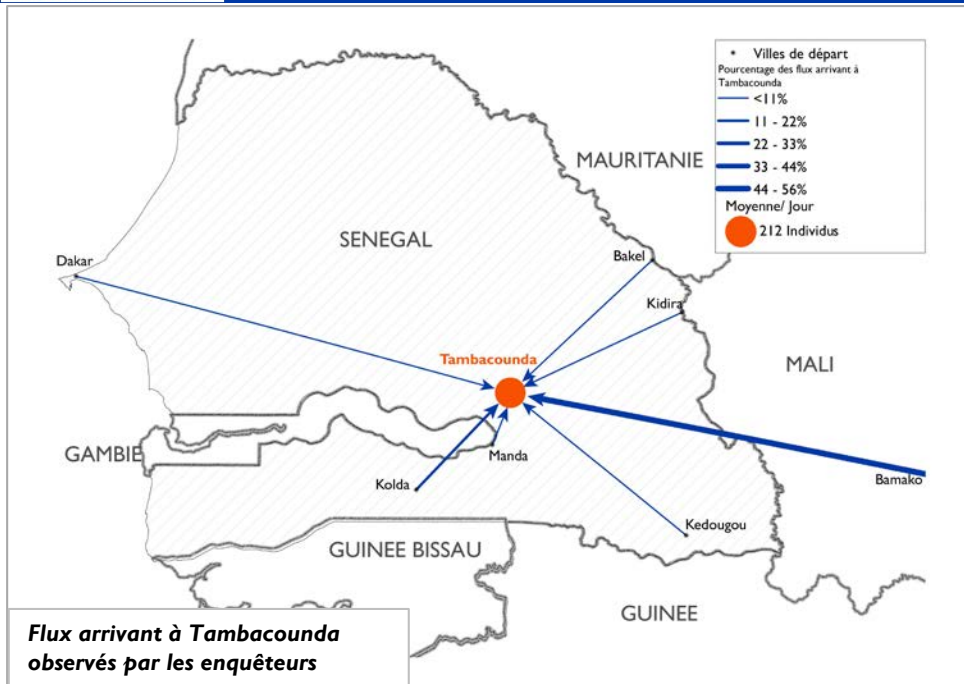 Villes de départ
Pourcentage des flux arrivant à
Tambacounda
<11%
11 - 22%
22 - 33%
33 - 44%
44 - 56%
Moyenne/ Jour
212 Individus
MAURITANIE
SENEGAL
Dakar
Bakel
Kidira
Tambacounda
MALI
GAMBIE
Manda
Kolda
Bamako
Kedougou
GUINEE BISSAU
GUINEE
Flux arrivant à Tambacounda
observés par les enquêteurs